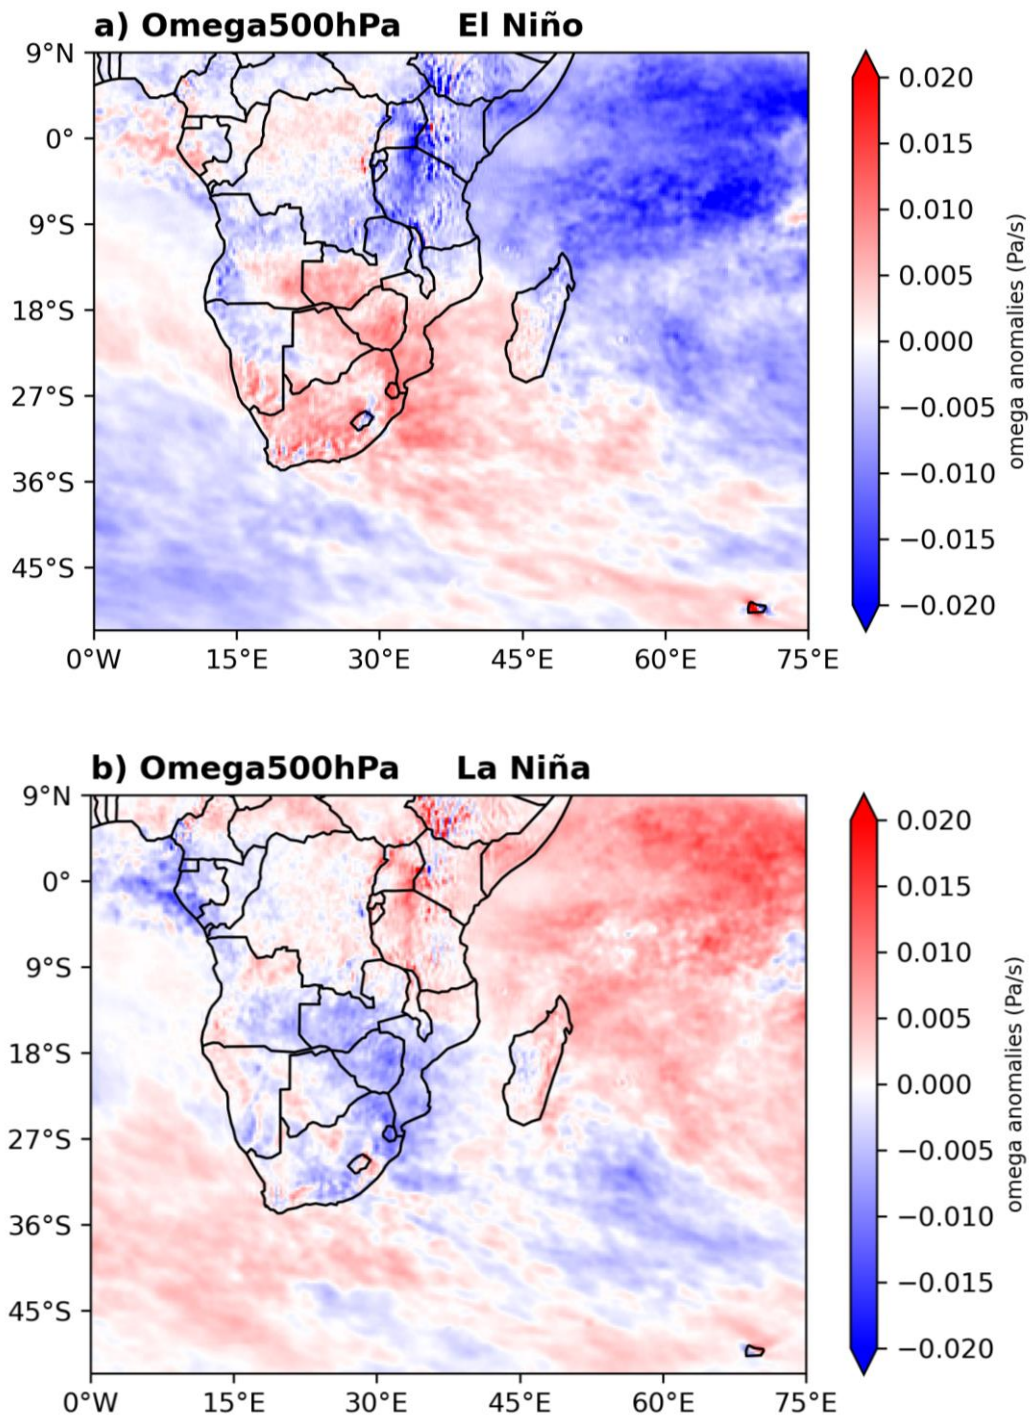 a) Omega500hPa El Niño
9°N
0°
9°S
18°S
27°S
36°S
45°S
0°W 15°E 30°E 45°E 60°E 75°E
0.020
0.015
0.010
0.005
0.000
−0.005
−0.010
−0.015
−0.020
omega anomalies (Pa/s)
b) Omega500hPa La Niña
9°N
0°
9°S
18°S
27°S
36°S
45°S
0°W 15°E 30°E 45°E 60°E 75°E
0.020
0.015
0.010
0.005
0.000
−0.005
−0.010
−0.015
−0.020
omega anomalies (Pa/s)